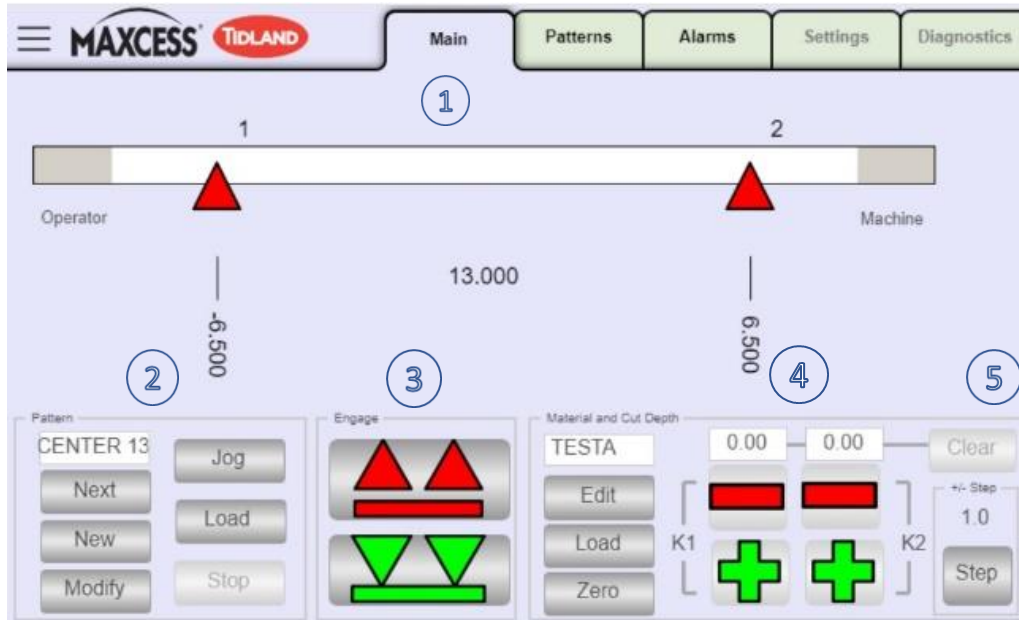 MAXCESS TIDLAND Main Patterns Alarms Settings Diagnostics
1
1 2
Operator Machine
13.000
-6.500 6.500
2 3 4 5
Pattern Engage Material and Cut Depth
CENTER 13 Jog TESTA 0.00 0.00 Clear
Next Edit +/- Step
Load 1.0
New Load K1 K2
Modify Stop Zero Step